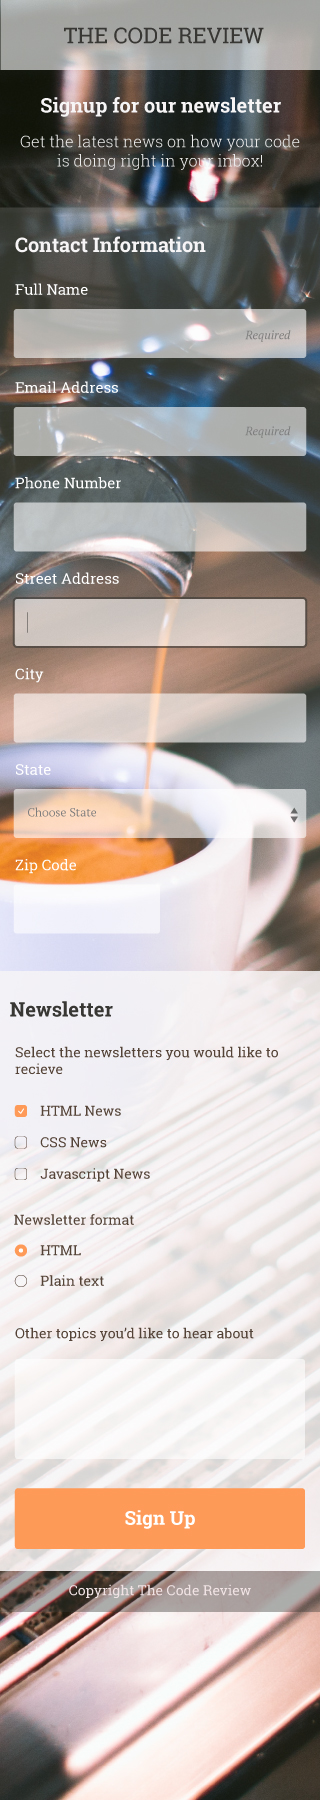 THE CODE REVIEW
Signup for our newsletter
Get the latest news on how your code
is doing right in your inbox!
Contact Information
Full Name
Required
Email Address
Required
Phone Number
Street Address
City
State
Choose State
Zip Code
Newsletter
Select the newsletters you would like to
recieve
HTML News
CSS News
Javascript News
Newsletter format
HTML
Plain text
Other topics you'd like to hear about
Sign Up
Copyright The Code Review